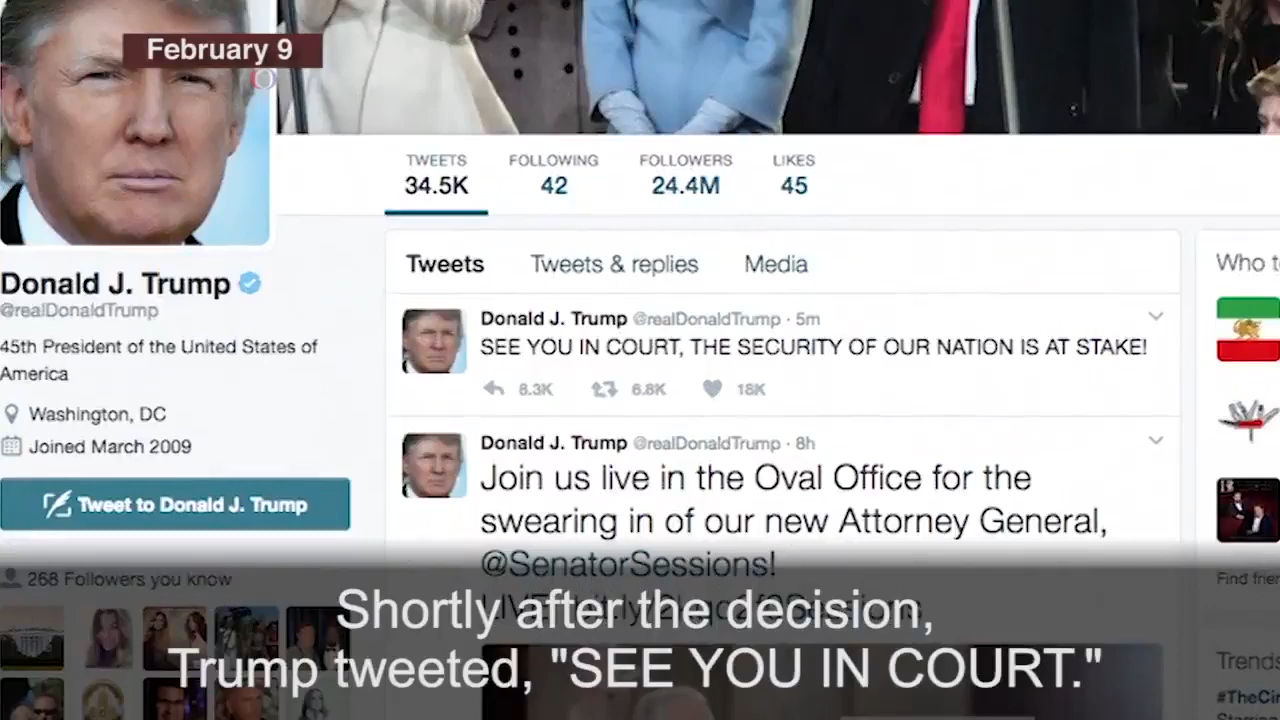 February 9
TWEETS
34.5K
FOLLOWING
42
FOLLOWERS
24.4M
LIKES
45
Donald J. Trump
@realDonaldTrump
45th President of the United States of
America
Washington, DC
Joined March 2009
Tweet to Donald J. Trump
268 Followers you know
Tweets Tweets & replies Media
Donald J. Trump @realDonaldTrump · 5m
SEE YOU IN COURT, THE SECURITY OF OUR NATION IS AT STAKE!
8.3K 6.8K 18K
Donald J. Trump @realDonaldTrump · 8h
Join us live in the Oval Office for the
swearing in of our new Attorney General,
@SenatorSessions!
Who t
Find frie
Trends
#TheCir
Shortly after the decision,
Trump tweeted, "SEE YOU IN COURT."